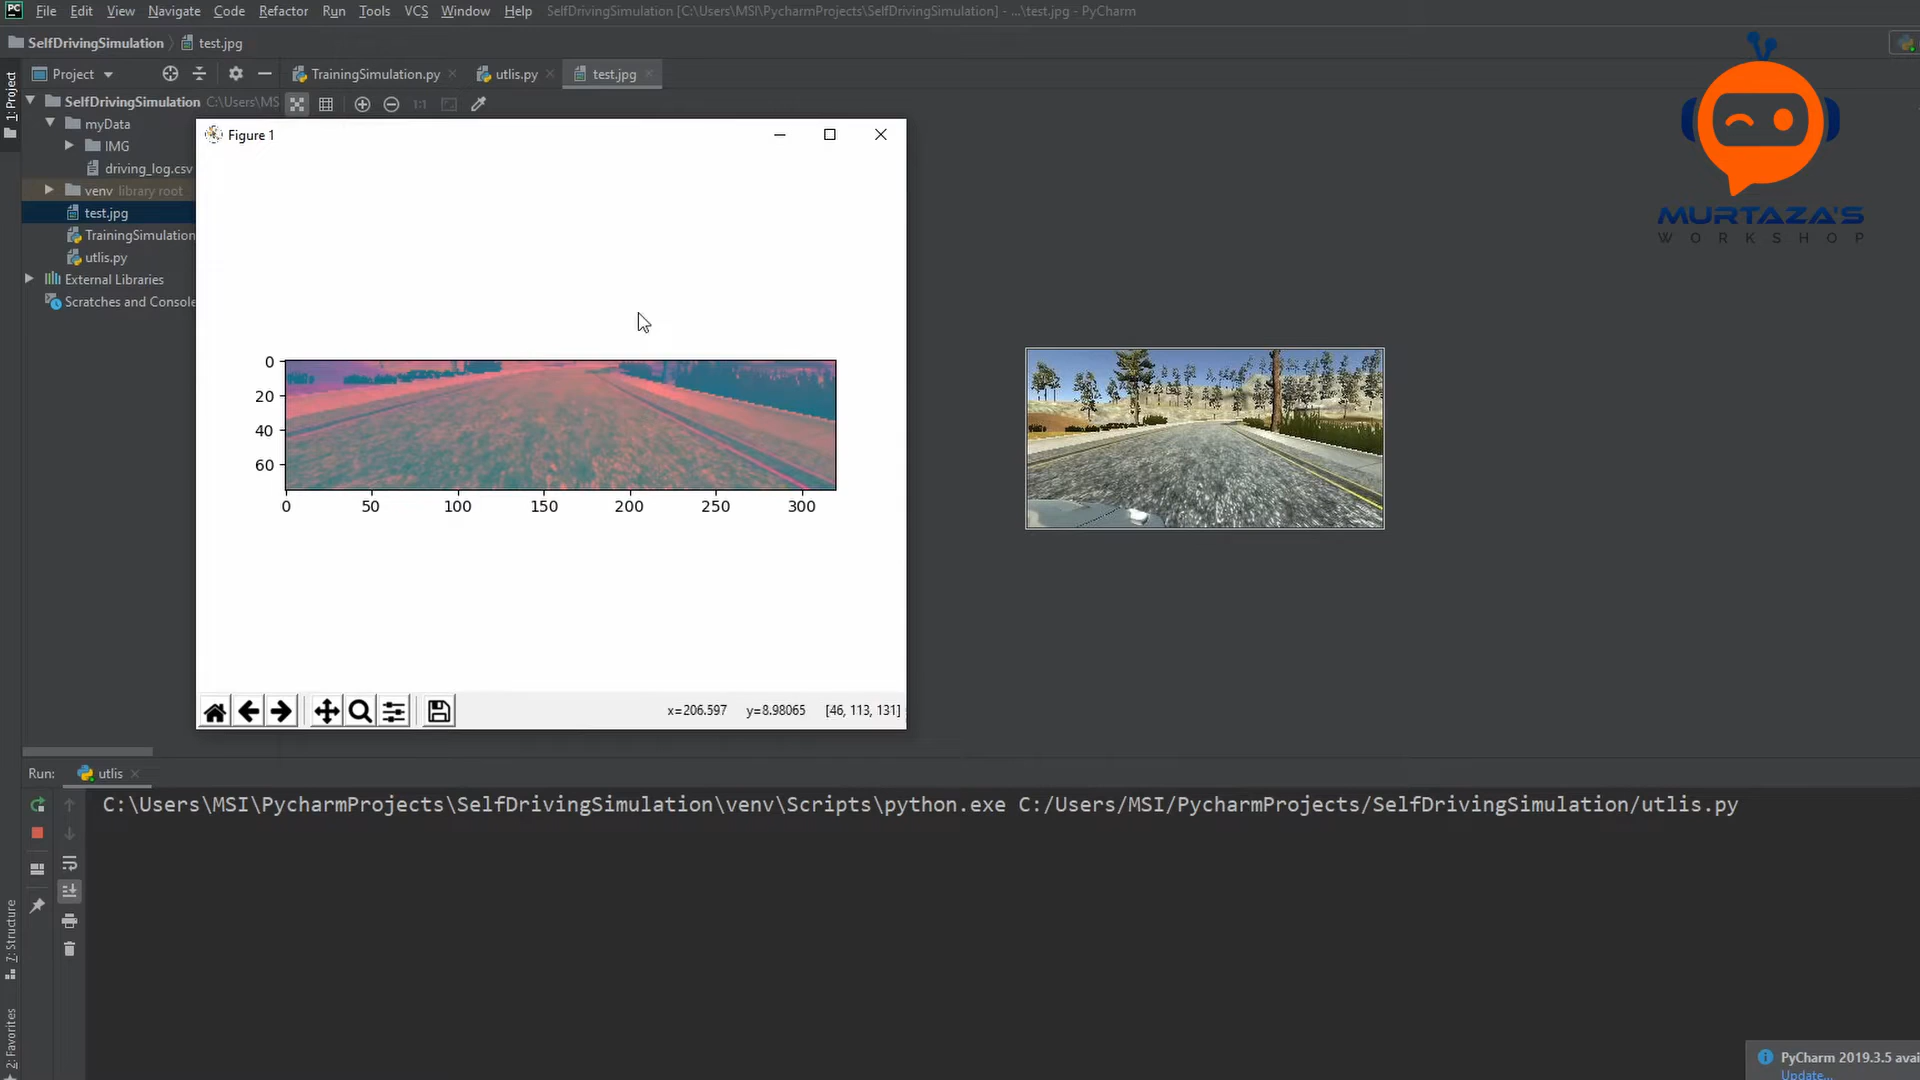 PC File Edit View Navigate Code Refactor Run Tools VCS Window Help SelfDrivingSimulation [C:\Users\MSI\PycharmProjects\SelfDrivingSimulation] - ...\test.jpg - PyCharm
SelfDrivingSimulation test.jpg
1: Project
Project
TrainingSimulation.py utlis.py test.jpg
SelfDrivingSimulation C:\Users\MS
1:1
myData
IMG
driving_log.csv
venv library root
test.jpg
TrainingSimulation
utlis.py
External Libraries
Scratches and Console
Figure 1
0
20
40
60
0 50 100 150 200 250 300
x=206.597 y=8.98065 [46, 113, 131]
MURTAZA'S
WORKSHOP
Run: utlis
C:\Users\MSI\PycharmProjects\SelfDrivingSimulation\venv\Scripts\python.exe C:/Users/MSI/PycharmProjects/SelfDrivingSimulation/utlis.py
7: Structure
2: Favorites
PyCharm 2019.3.5 avai
Update...